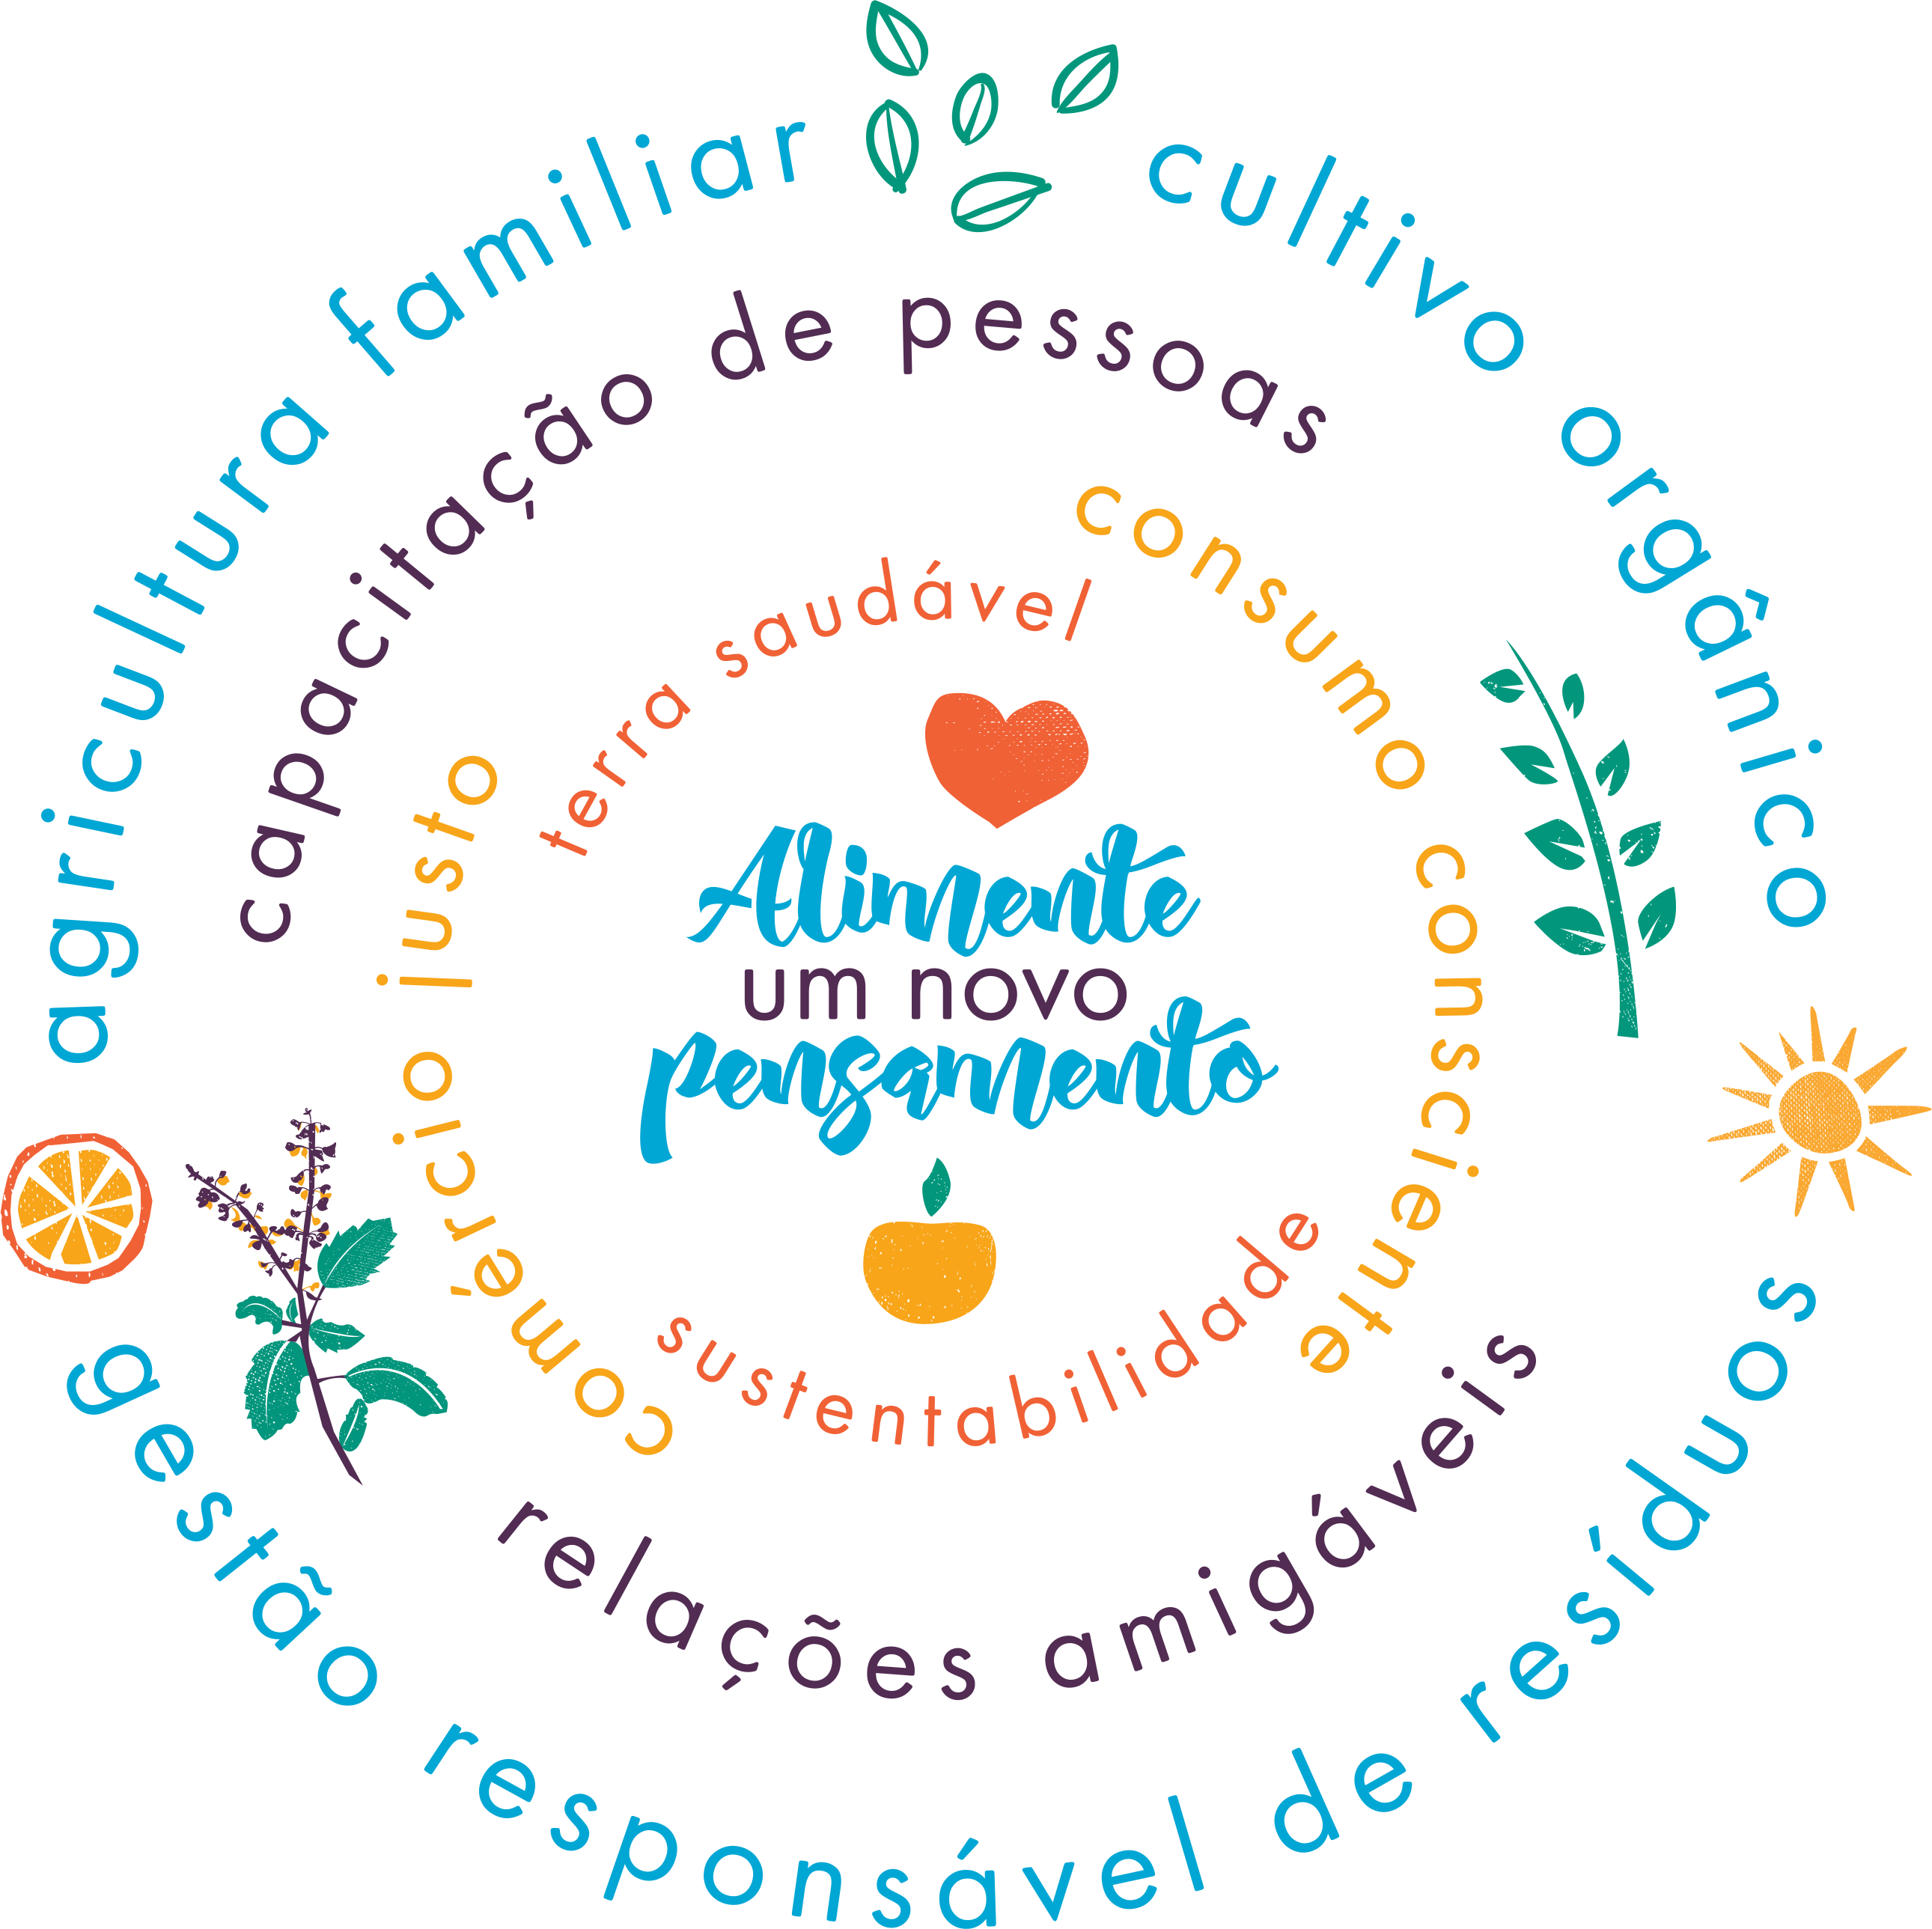 agricultura familiar
cultivo orgânico
capacitação de pessoas
terra saudável
consumo consciente
comércio justo
Alimente
um novo
pensamento
sustentabilidade
relações amigáveis
gestão responsável de resíduos